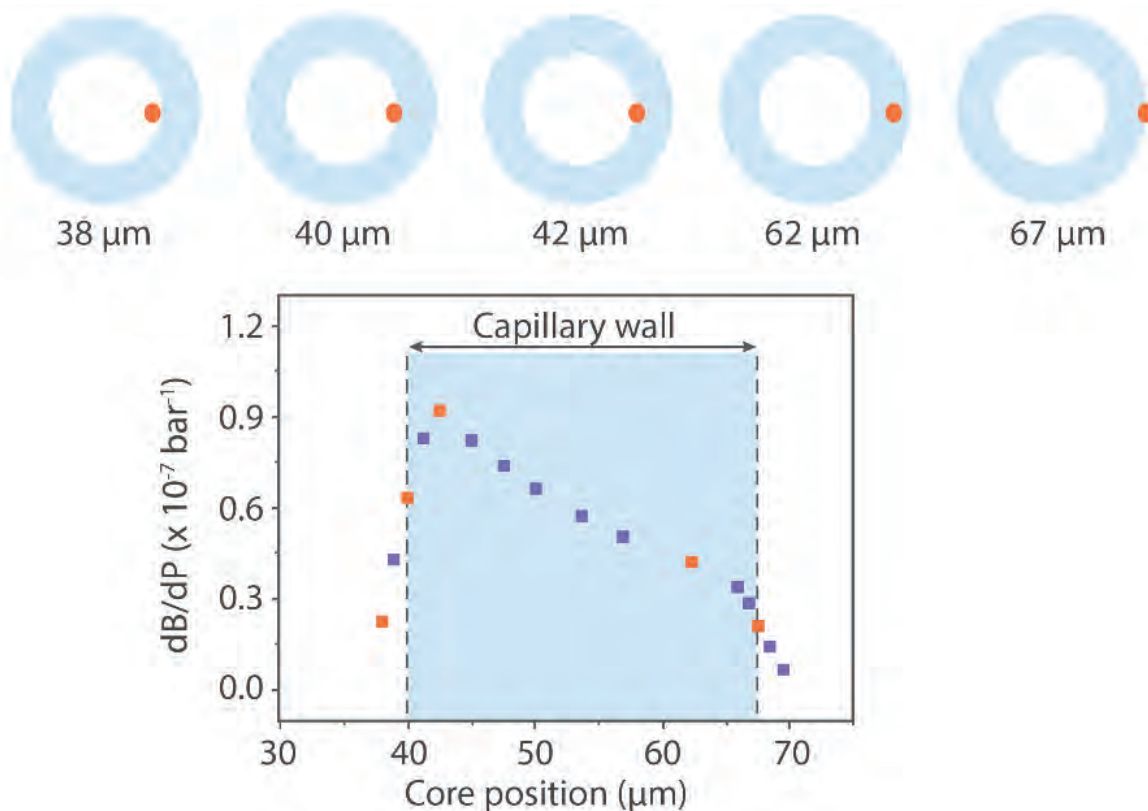 38 μm 40 μm 42 μm 62 μm 67 μm
Capillary wall
dB/dP (x 10⁻⁷ bar⁻¹)
1.2
0.9
0.6
0.3
0.0
30 40 50 60 70
Core position (μm)